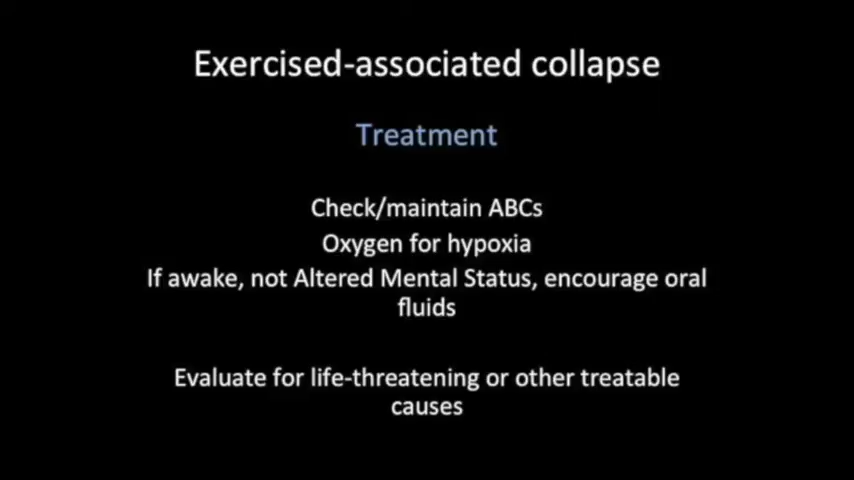 Exercised-associated collapse
Treatment
Check/maintain ABCs
Oxygen for hypoxia
If awake, not Altered Mental Status, encourage oral
fluids
Evaluate for life-threatening or other treatable
causes